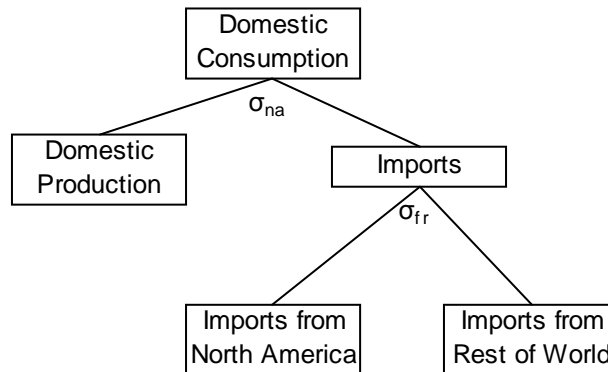 Domestic
Consumption
σna
Domestic
Production
Imports
σfr
Imports from
North America
Imports from
Rest of World